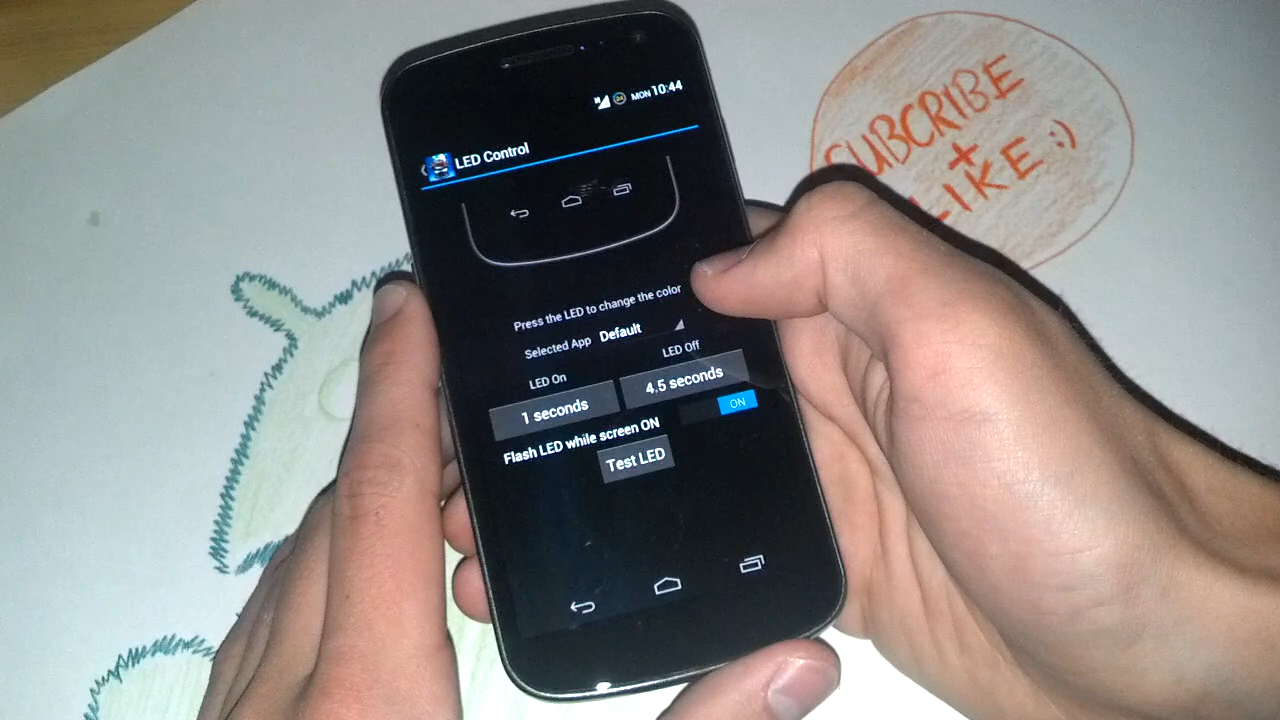 MON 10:44
LED Control
Press the LED to change the color
Selected App Default
LED On LED Off
1 seconds 4.5 seconds
Flash LED while screen ON ON
Test LED
SUBCRIBE
+
LIKE :)